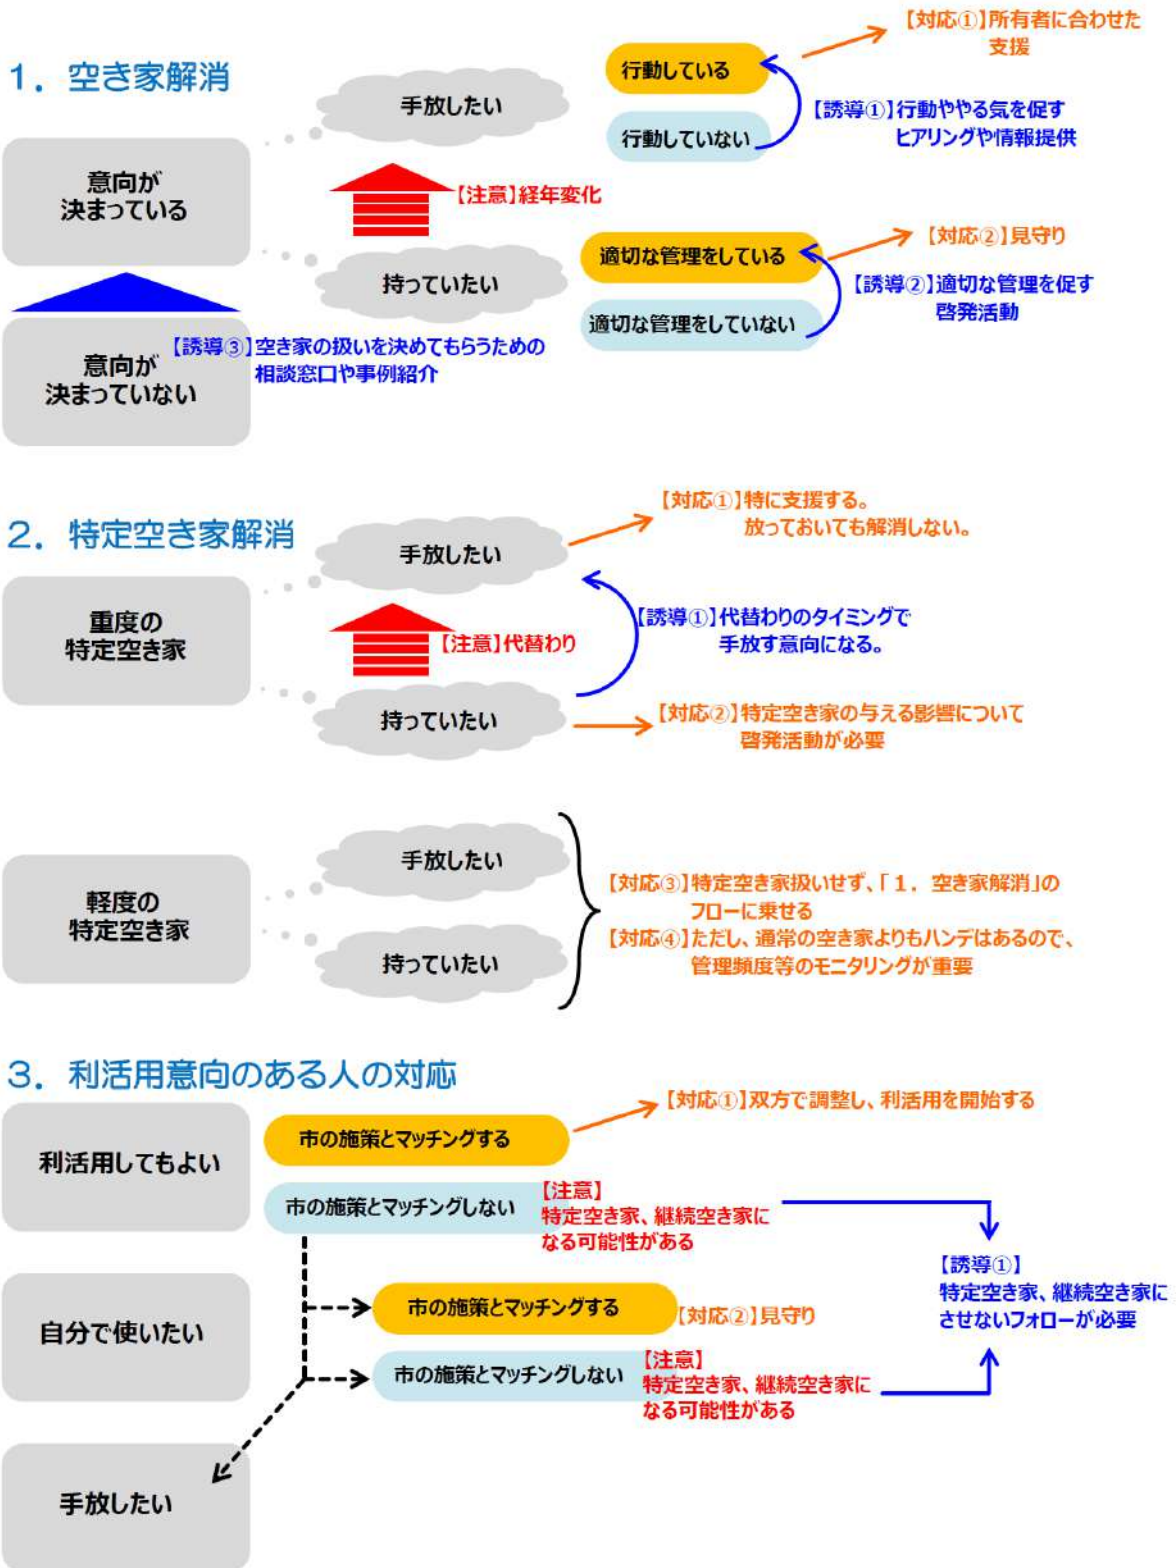 1. 空き家解消
意向が
決まっている
手放したい
【注意】経年変化
持っていたい
行動している
行動していない
【対応①】所有者に合わせた
支援
【誘導①】行動ややる気を促す
ヒアリングや情報提供
適切な管理をしている
適切な管理をしていない
【対応②】見守り
【誘導②】適切な管理を促す
啓発活動
意向が
決まっていない
【誘導③】空き家の扱いを決めてもらうための
相談窓口や事例紹介
2. 特定空き家解消
重度の
特定空き家
手放したい
【注意】代替わり
持っていたい
【対応①】特に支援する。
放っておいても解消しない。
【誘導①】代替わりのタイミングで
手放す意向になる。
【対応②】特定空き家の与える影響について
啓発活動が必要
軽度の
特定空き家
手放したい
持っていたい
【対応③】特定空き家扱いせず、「1. 空き家解消」の
フローに乗せる
【対応④】ただし、通常の空き家よりもハンデはあるので、
管理頻度等のモニタリングが重要
3. 利活用意向のある人の対応
利活用してもよい
市の施策とマッチングする
【対応①】双方で調整し、利活用を開始する
市の施策とマッチングしない
【注意】
特定空き家、継続空き家に
なる可能性がある
【誘導①】
特定空き家、継続空き家に
させないフォローが必要
自分で使いたい
市の施策とマッチングする
【対応②】見守り
市の施策とマッチングしない
【注意】
特定空き家、継続空き家に
なる可能性がある
手放したい